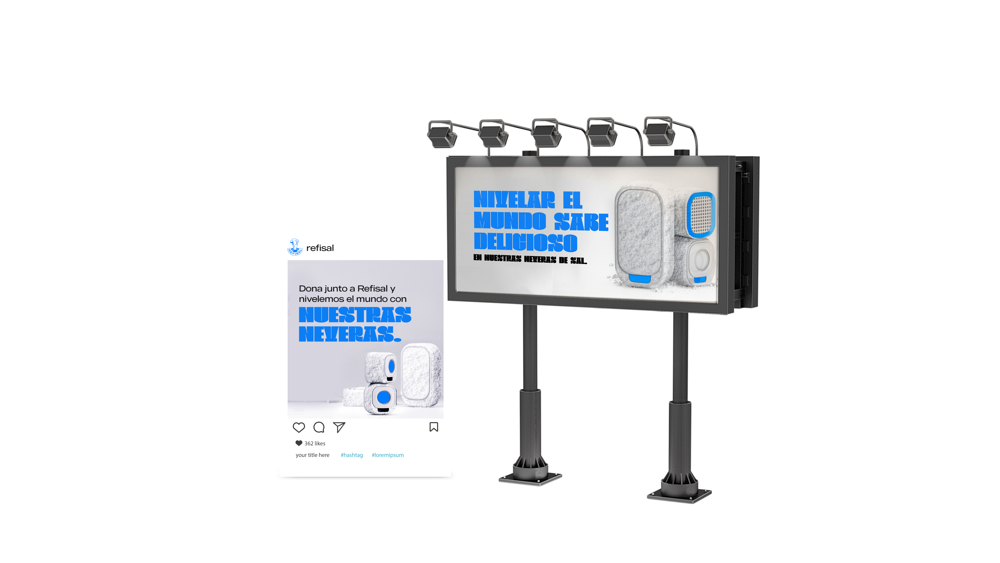 REFISAL
refisal
Dona junto a Refisal y
nivelemos el mundo con
NUESTRAS
NEVERAS.
362 likes
your title here #hashtag #loremipsum
NIVELAR EL
MUNDO SABE
DELICIOSO
EN NUESTRAS NEVERAS DE SAL.